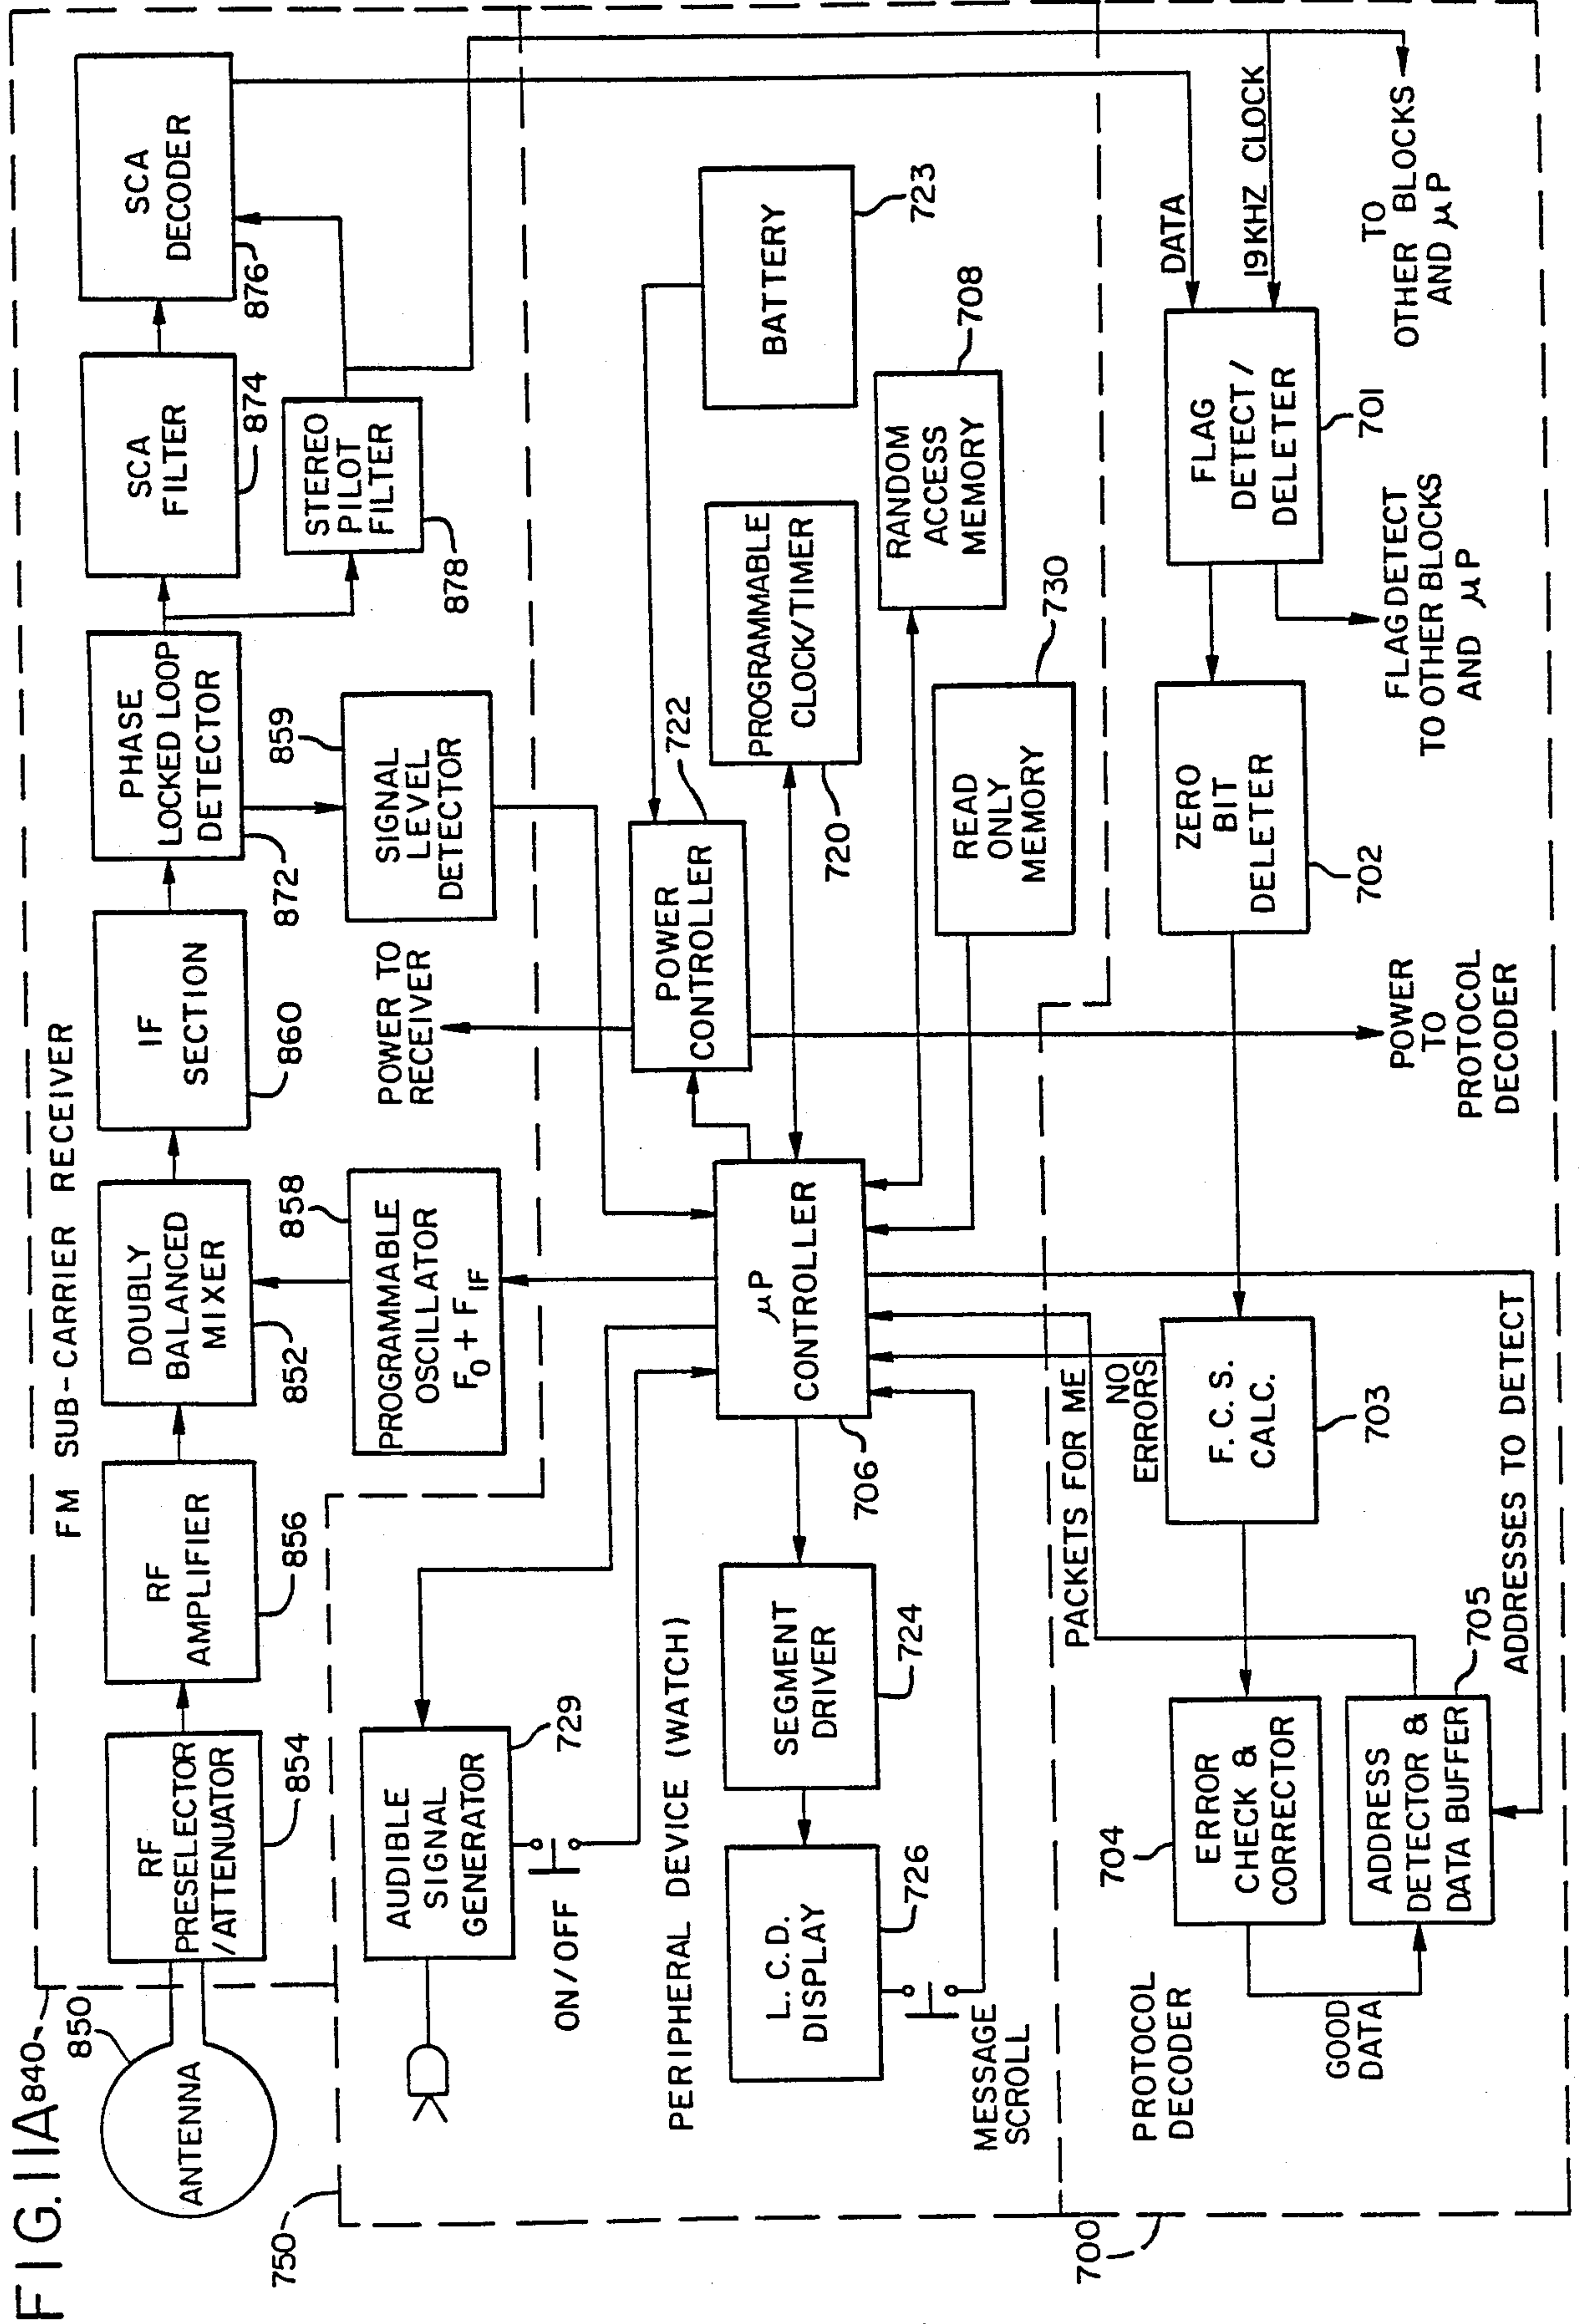 FIG. 11A
840
850
ANTENNA
FM SUB-CARRIER RECEIVER
RF
PRESELECTOR
/ATTENUATOR
854
RF
AMPLIFIER
856
DOUBLY
BALANCED
MIXER
852
IF
SECTION
860
PHASE
LOCKED LOOP
DETECTOR
872
SCA
FILTER
874
SCA
DECODER
876
PROGRAMMABLE
OSCILLATOR
F0 + FIF
858
SIGNAL
LEVEL
DETECTOR
859
STEREO
PILOT
FILTER
878
750
AUDIBLE
SIGNAL
GENERATOR
729
ON/OFF
POWER TO
RECEIVER
PERIPHERAL DEVICE (WATCH)
L.C.D.
DISPLAY
726
MESSAGE
SCROLL
SEGMENT
DRIVER
724
μP
CONTROLLER
706
POWER
CONTROLLER
722
PROGRAMMABLE
CLOCK/TIMER
720
BATTERY
723
RANDOM
ACCESS
MEMORY
708
READ
ONLY
MEMORY
730
700
PROTOCOL
DECODER
PACKETS FOR ME
NO
ERRORS
DATA
19KHZ CLOCK
ERROR
CHECK &
CORRECTOR
704
GOOD
DATA
ADDRESS
DETECTOR &
DATA BUFFER
705
ADDRESSES TO DETECT
F.C.S.
CALC.
703
ZERO
BIT
DELETER
702
FLAG
DETECT/
DELETER
701
POWER
TO
PROTOCOL
DECODER
FLAG DETECT
TO OTHER BLOCKS
AND μP
TO
OTHER BLOCKS
AND μP